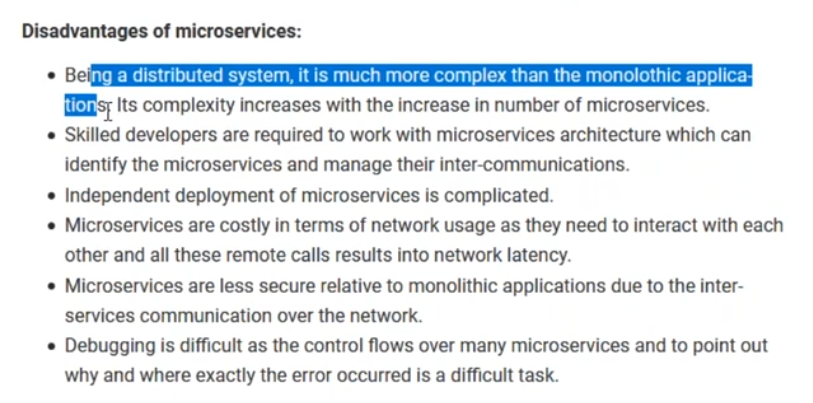 Disadvantages of microservices:
• Being a distributed system, it is much more complex than the monolothic applica-
tions. Its complexity increases with the increase in number of microservices.
• Skilled developers are required to work with microservices architecture which can
identify the microservices and manage their inter-communications.
• Independent deployment of microservices is complicated.
• Microservices are costly in terms of network usage as they need to interact with each
other and all these remote calls results into network latency.
• Microservices are less secure relative to monolithic applications due to the inter-
services communication over the network.
• Debugging is difficult as the control flows over many microservices and to point out
why and where exactly the error occurred is a difficult task.